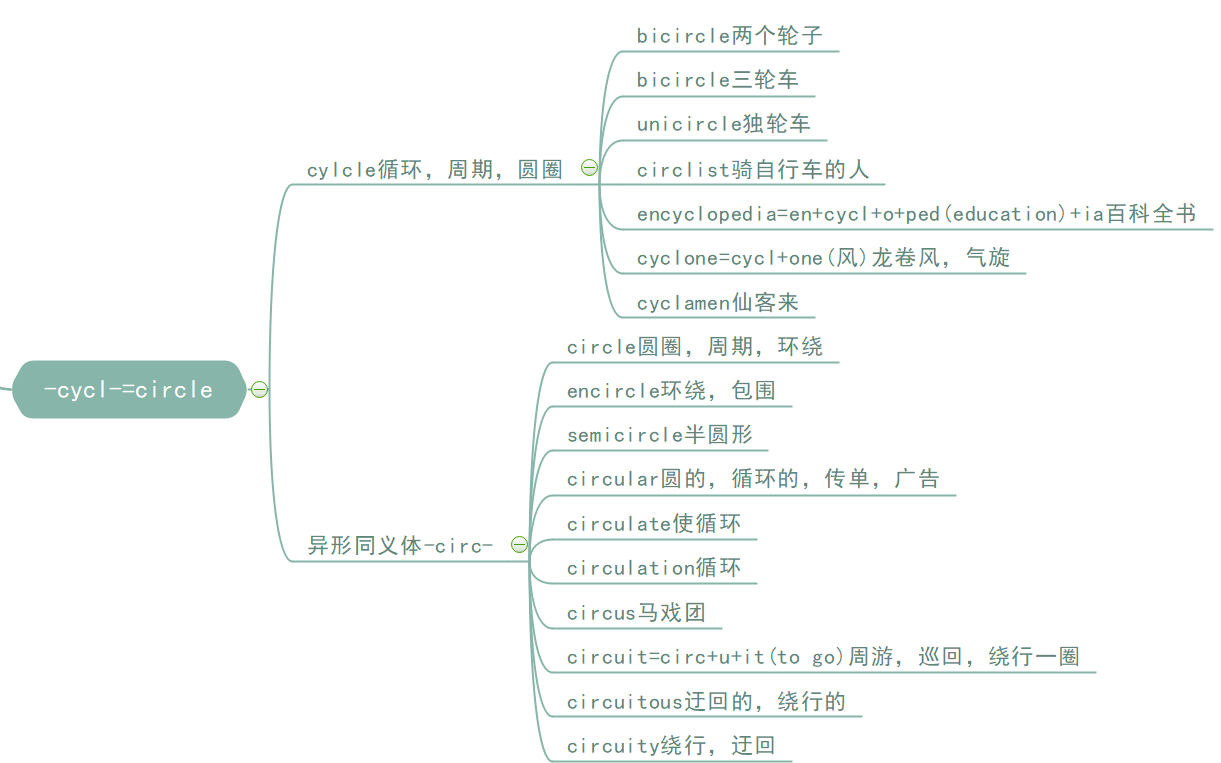 -cycl-=circle
cylcle循环，周期，圆圈
bicircle两个轮子
bicircle三轮车
unicircle独轮车
circlist骑自行车的人
encyclopedia=en+cycl+o+ped(education)+ia百科全书
cyclone=cycl+one(风)龙卷风，气旋
cyclamen仙客来
异形同义体-circ-
circle圆圈，周期，环绕
encircle环绕，包围
semicircle半圆形
circular圆的，循环的，传单，广告
circulate使循环
circulation循环
circus马戏团
circuit=circ+u+it(to go)周游，巡回，绕行一圈
circuitous迂回的，绕行的
circuity绕行，迂回